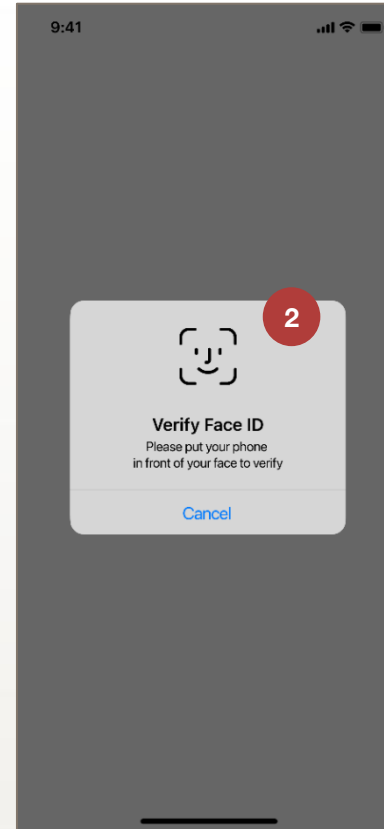 9:41
2
Verify Face ID
Please put your phone
in front of your face to verify
Cancel